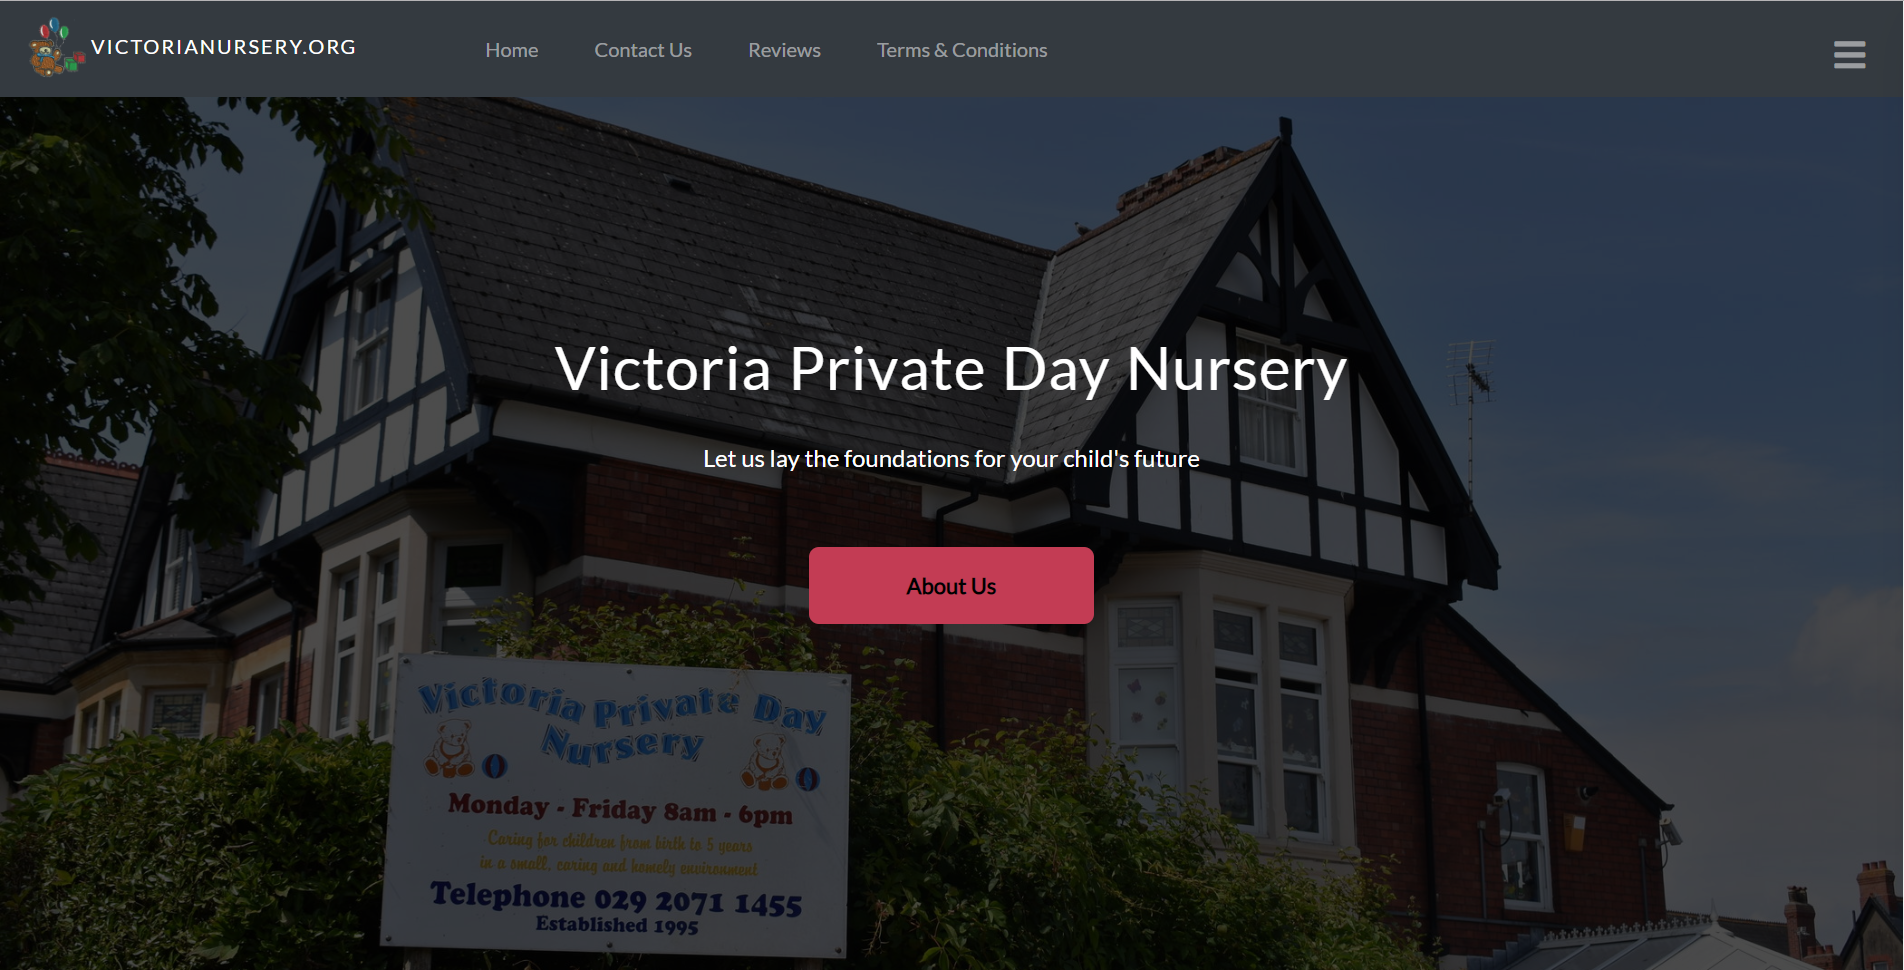 VICTORIANURSERY.ORG
Home
Contact Us
Reviews
Terms & Conditions
Victoria Private Day Nursery
Let us lay the foundations for your child's future
About Us
Victoria Private Day
Nursery
Monday - Friday 8am - 6pm
Caring for children from birth to 5 years
in a small, caring and homely environment
Telephone 029 2071 1455
Established 1995